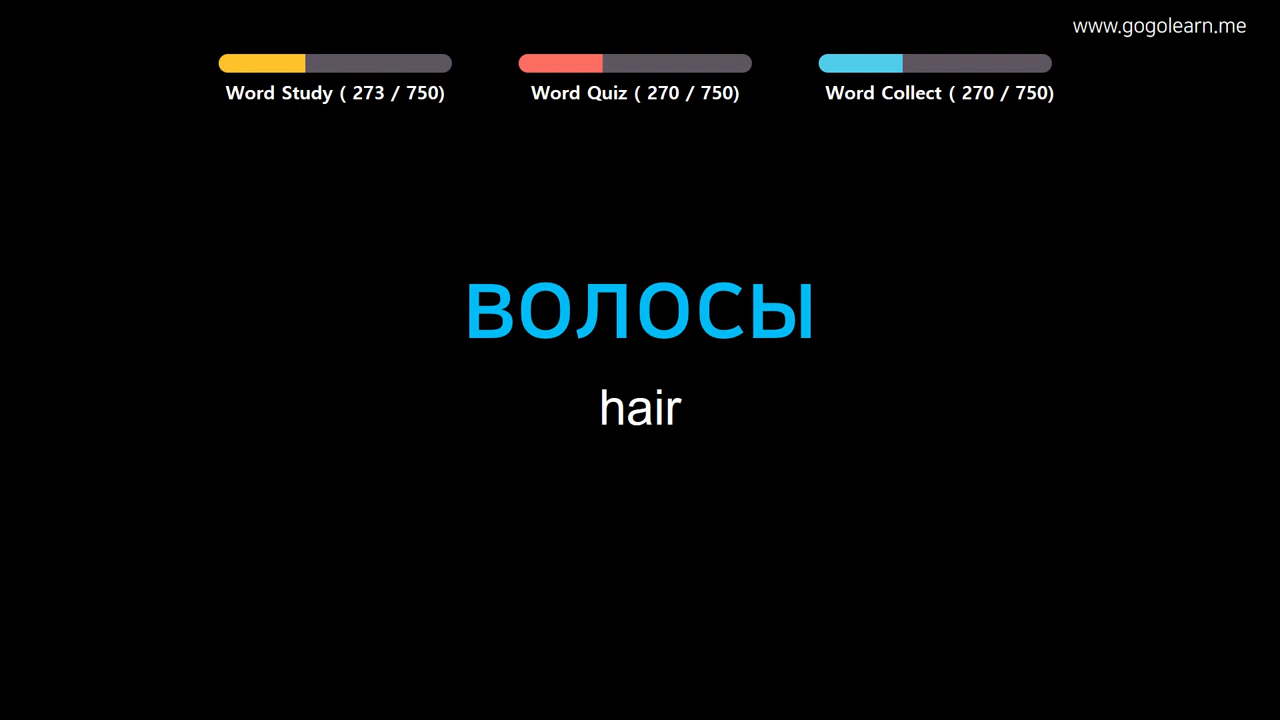 www.gogolearn.me
Word Study ( 273 / 750)
Word Quiz ( 270 / 750)
Word Collect ( 270 / 750)
волосы
hair